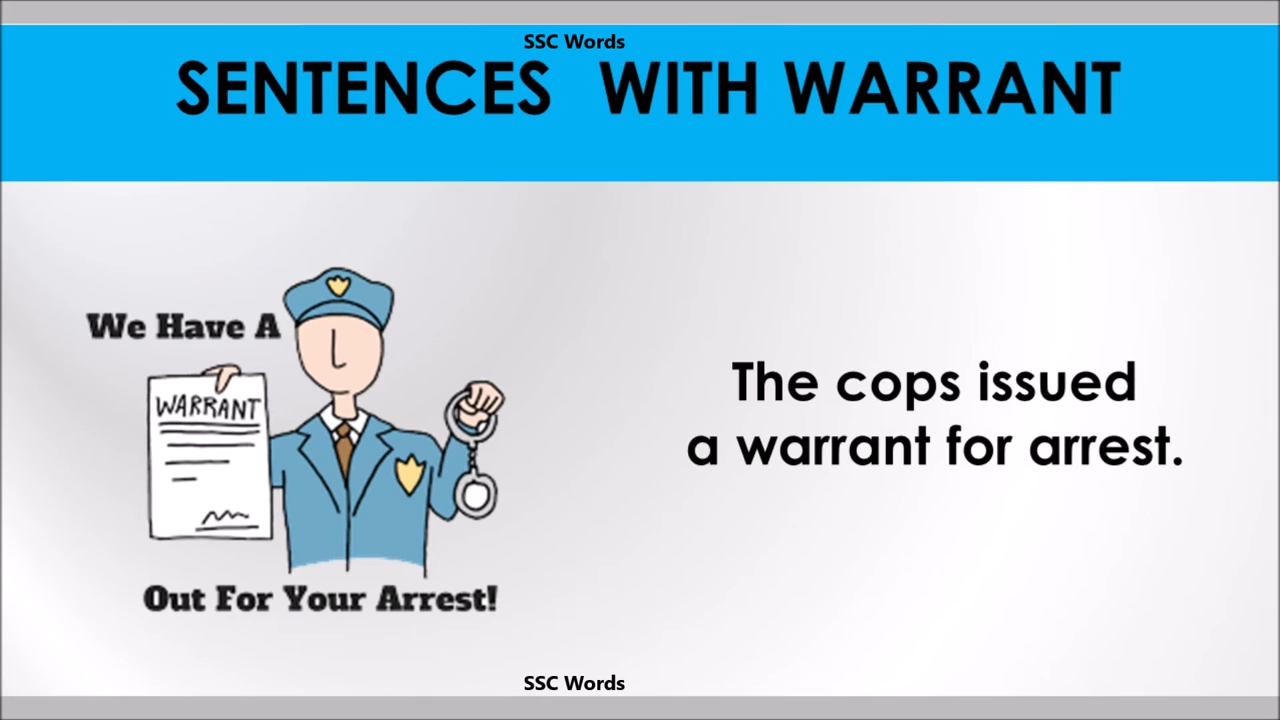 SSC Words
SENTENCES WITH WARRANT
We Have A
WARRANT
Out For Your Arrest!
The cops issued
a warrant for arrest.
SSC Words